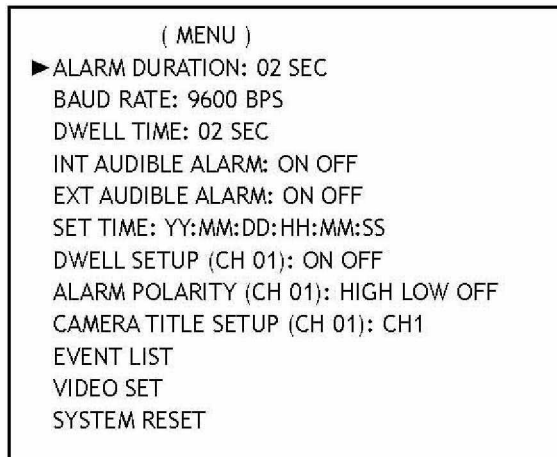 ( MENU )
►ALARM DURATION: 02 SEC
BAUD RATE: 9600 BPS
DWELL TIME: 02 SEC
INT AUDIBLE ALARM: ON OFF
EXT AUDIBLE ALARM: ON OFF
SET TIME: YY:MM:DD:HH:MM:SS
DWELL SETUP (CH 01): ON OFF
ALARM POLARITY (CH 01): HIGH LOW OFF
CAMERA TITLE SETUP (CH 01): CH1
EVENT LIST
VIDEO SET
SYSTEM RESET